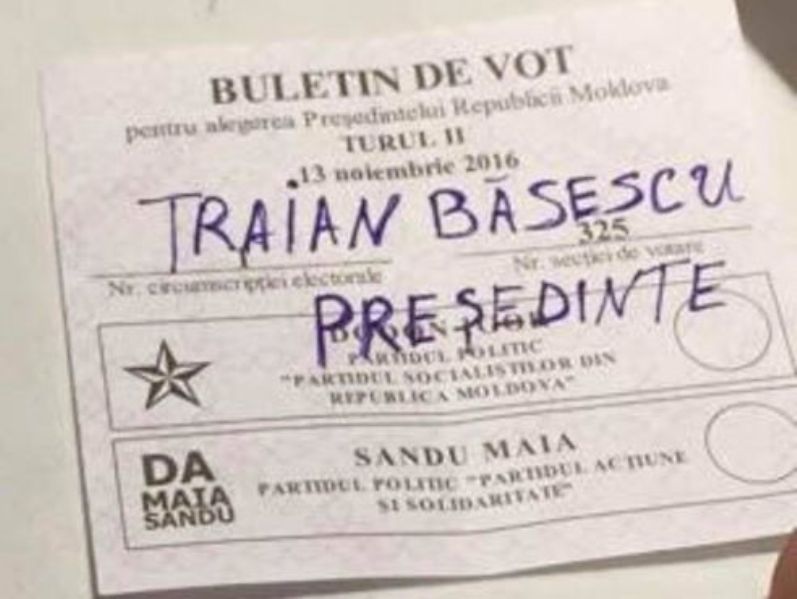 BULETIN DE VOT
pentru alegerea Președintelui Republicii Moldova
TURUL II
13 noiembrie 2016
TRAIAN BĂSESCU
325
Nr. circumscripției electorale
Nr. secției de votare
PREȘEDINTE
PARTIDUL POLITIC
"PARTIDUL SOCIALIȘTILOR DIN
REPUBLICA MOLDOVA"
DA
MAIA
SANDU
SANDU MAIA
PARTIDUL POLITIC "PARTIDUL ACȚIUNE
ȘI SOLIDARITATE"